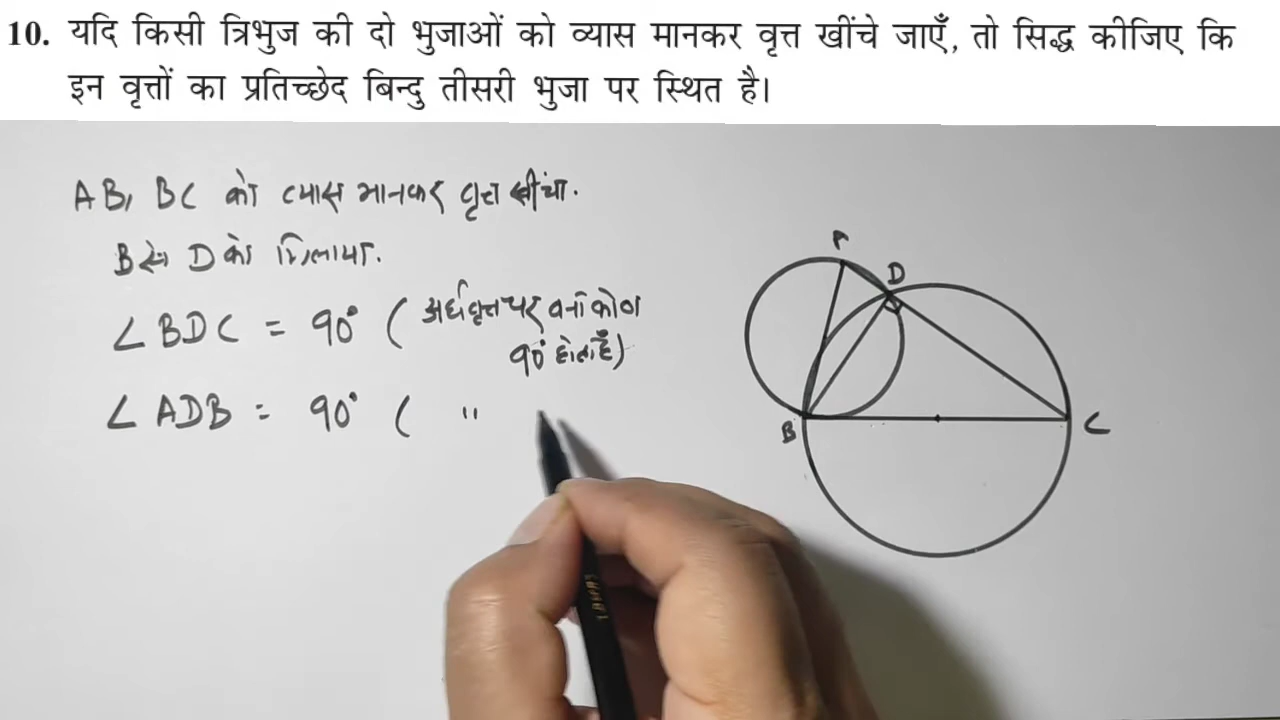 10. यदि किसी त्रिभुज की दो भुजाओं को व्यास मानकर वृत्त खींचे जाएँ, तो सिद्ध कीजिए कि
इन वृत्तों का प्रतिच्छेद बिन्दु तीसरी भुजा पर स्थित है।
AB, BC को व्यास मानकर वृत्त खींचा.
B से D को मिलाया.
∠BDC = 90° ( अर्धवृत्त पर बना कोण
90° होता है)
∠ADB = 90° ( "
A
D
B
C